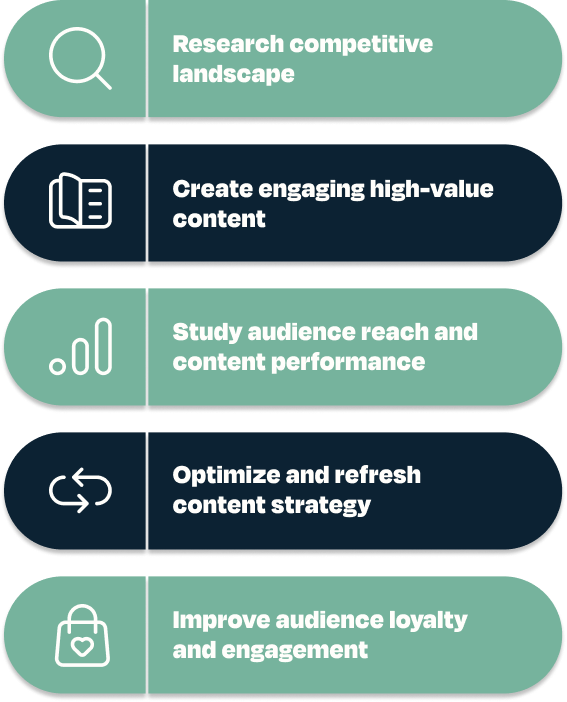 Research competitive
landscape
Create engaging high-value
content
Study audience reach and
content performance
Optimize and refresh
content strategy
Improve audience loyalty
and engagement